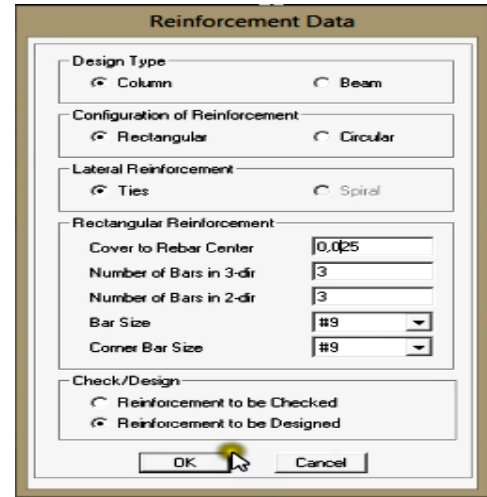 Reinforcement Data
Design Type
Column Beam
Configuration of Reinforcement
Rectangular Circular
Lateral Reinforcement
Ties Spiral
Rectangular Reinforcement
Cover to Rebar Center 0,025
Number of Bars in 3-dir 3
Number of Bars in 2-dir 3
Bar Size #9
Corner Bar Size #9
Check/Design
Reinforcement to be Checked
Reinforcement to be Designed
OK Cancel